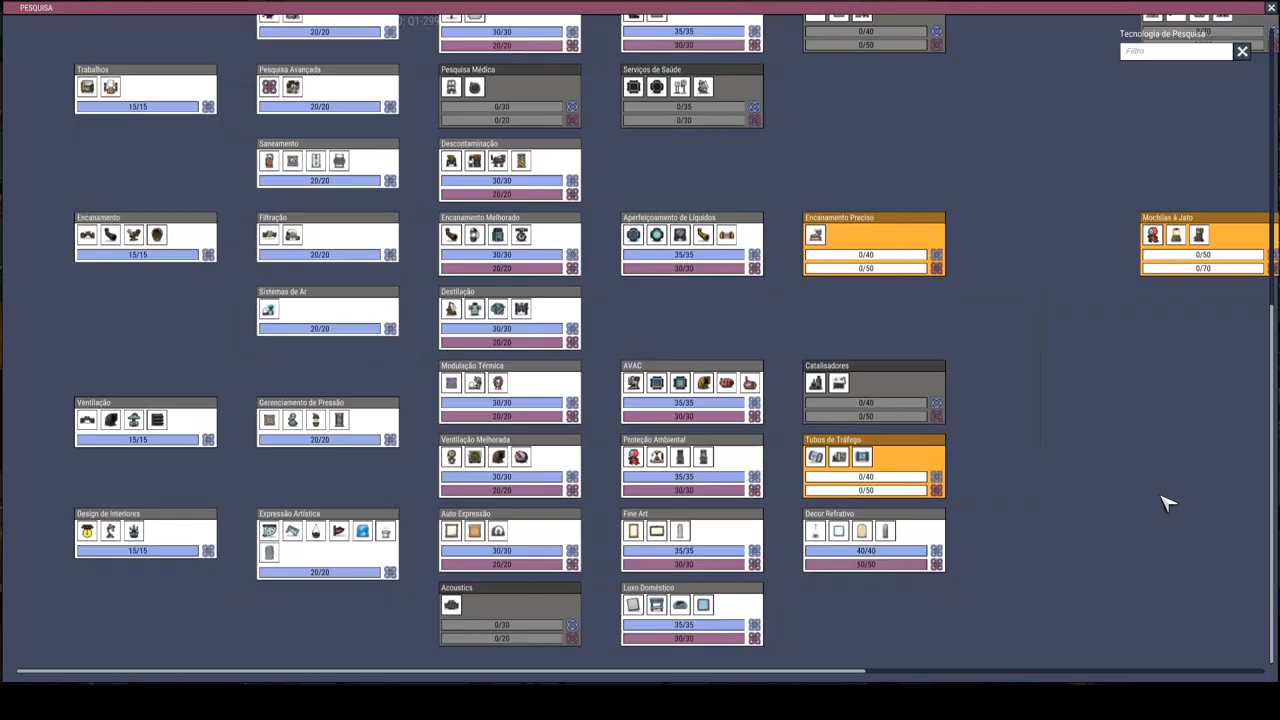 PESQUISA
ID: Q1-299
20/20
30/30
20/20
35/35
30/30
0/40
0/50
Tecnologia de Pesquisa
Filtro
Trabalhos
15/15
Pesquisa Avançada
20/20
Pesquisa Médica
0/30
0/20
Serviços de Saúde
0/35
0/30
Saneamento
20/20
Descontaminação
30/30
20/20
Encanamento
15/15
Filtração
20/20
Encanamento Melhorado
30/30
20/20
Aperfeiçoamento de Líquidos
35/35
30/30
Encanamento Preciso
0/40
0/50
Mochilas à Jato
0/50
0/70
Sistemas de Ar
20/20
Destilação
30/30
20/20
Modulação Térmica
30/30
20/20
AVAC
35/35
30/30
Catalisadores
0/40
0/50
Ventilação
15/15
Gerenciamento de Pressão
20/20
Ventilação Melhorada
30/30
20/20
Proteção Ambiental
35/35
30/30
Tubos de Tráfego
0/40
0/50
Design de Interiores
15/15
Expressão Artística
20/20
Auto Expressão
30/30
20/20
Fine Art
35/35
30/30
Decor Refrativo
40/40
50/50
Acoustics
0/30
0/20
Luxo Doméstico
35/35
30/30